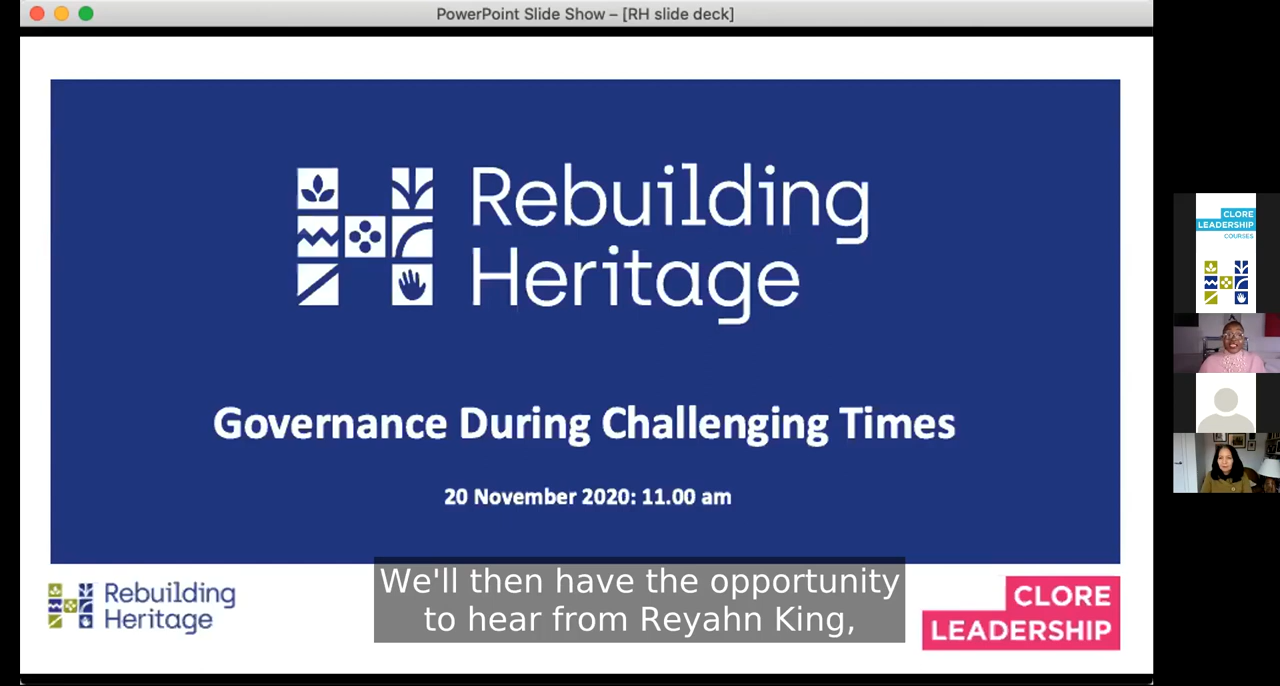 PowerPoint Slide Show – [RH slide deck]
Rebuilding
Heritage
Governance During Challenging Times
20 November 2020: 11.00 am
Rebuilding
Heritage
We'll then have the opportunity
to hear from Reyahn King,
CLORE
LEADERSHIP
CLORE
LEADERSHIP
COURSES